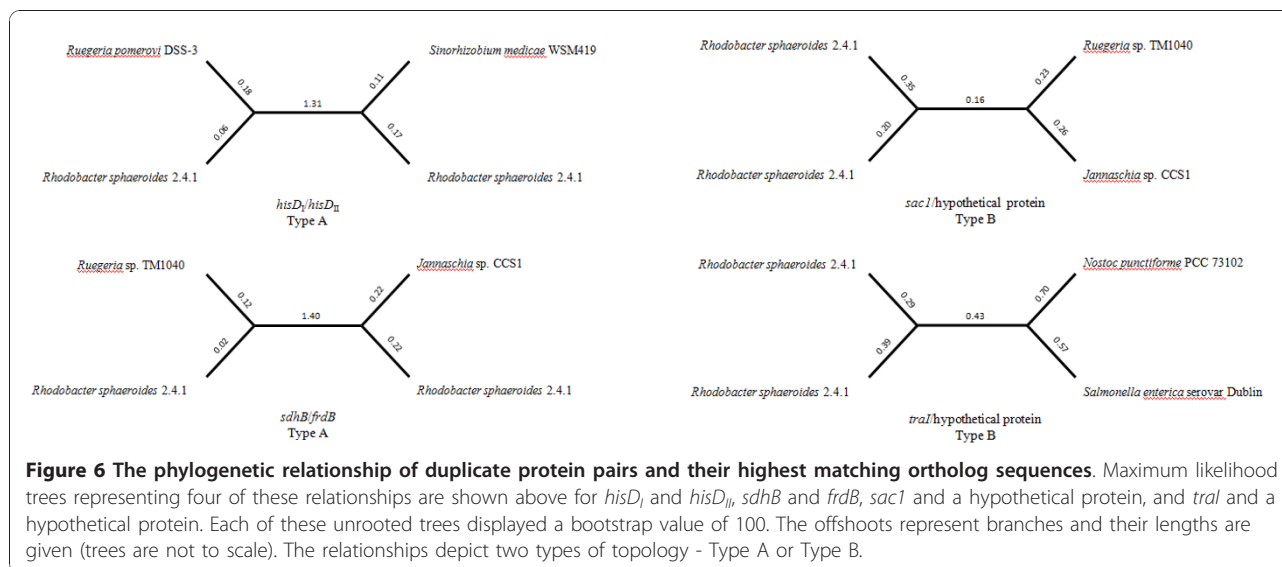 Ruegeria pomerovi DSS-3
Sinorhizobium medicae WSM419
0.18
0.11
1.31
0.06
0.17
Rhodobacter sphaeroides 2.4.1
Rhodobacter sphaeroides 2.4.1
hisDI/hisDII
Type A
Rhodobacter sphaeroides 2.4.1
Ruegeria sp. TM1040
0.35
0.23
0.16
0.20
0.26
Rhodobacter sphaeroides 2.4.1
Jannaschia sp. CCS1
sac1/hypothetical protein
Type B
Ruegeria sp. TM1040
Jannaschia sp. CCS1
0.12
0.22
1.40
0.02
0.22
Rhodobacter sphaeroides 2.4.1
Rhodobacter sphaeroides 2.4.1
sdhB/frdB
Type A
Rhodobacter sphaeroides 2.4.1
Nostoc punctiforme PCC 73102
0.29
0.70
0.43
0.39
0.57
Rhodobacter sphaeroides 2.4.1
Salmonella enterica serovar Dublin
traI/hypothetical protein
Type B
Figure 6 The phylogenetic relationship of duplicate protein pairs and their highest matching ortholog sequences. Maximum likelihood
trees representing four of these relationships are shown above for hisDI and hisDII, sdhB and frdB, sac1 and a hypothetical protein, and traI and a
hypothetical protein. Each of these unrooted trees displayed a bootstrap value of 100. The offshoots represent branches and their lengths are
given (trees are not to scale). The relationships depict two types of topology - Type A or Type B.